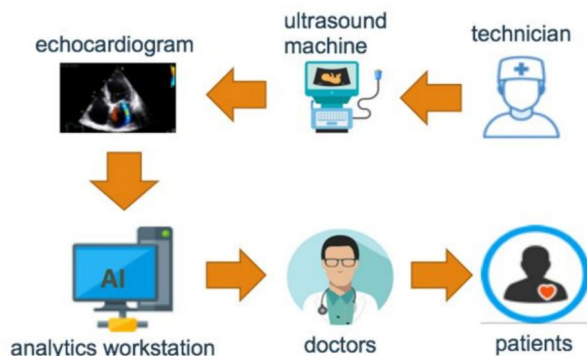 echocardiogram
ultrasound
machine
technician
AI
analytics workstation
doctors
patients